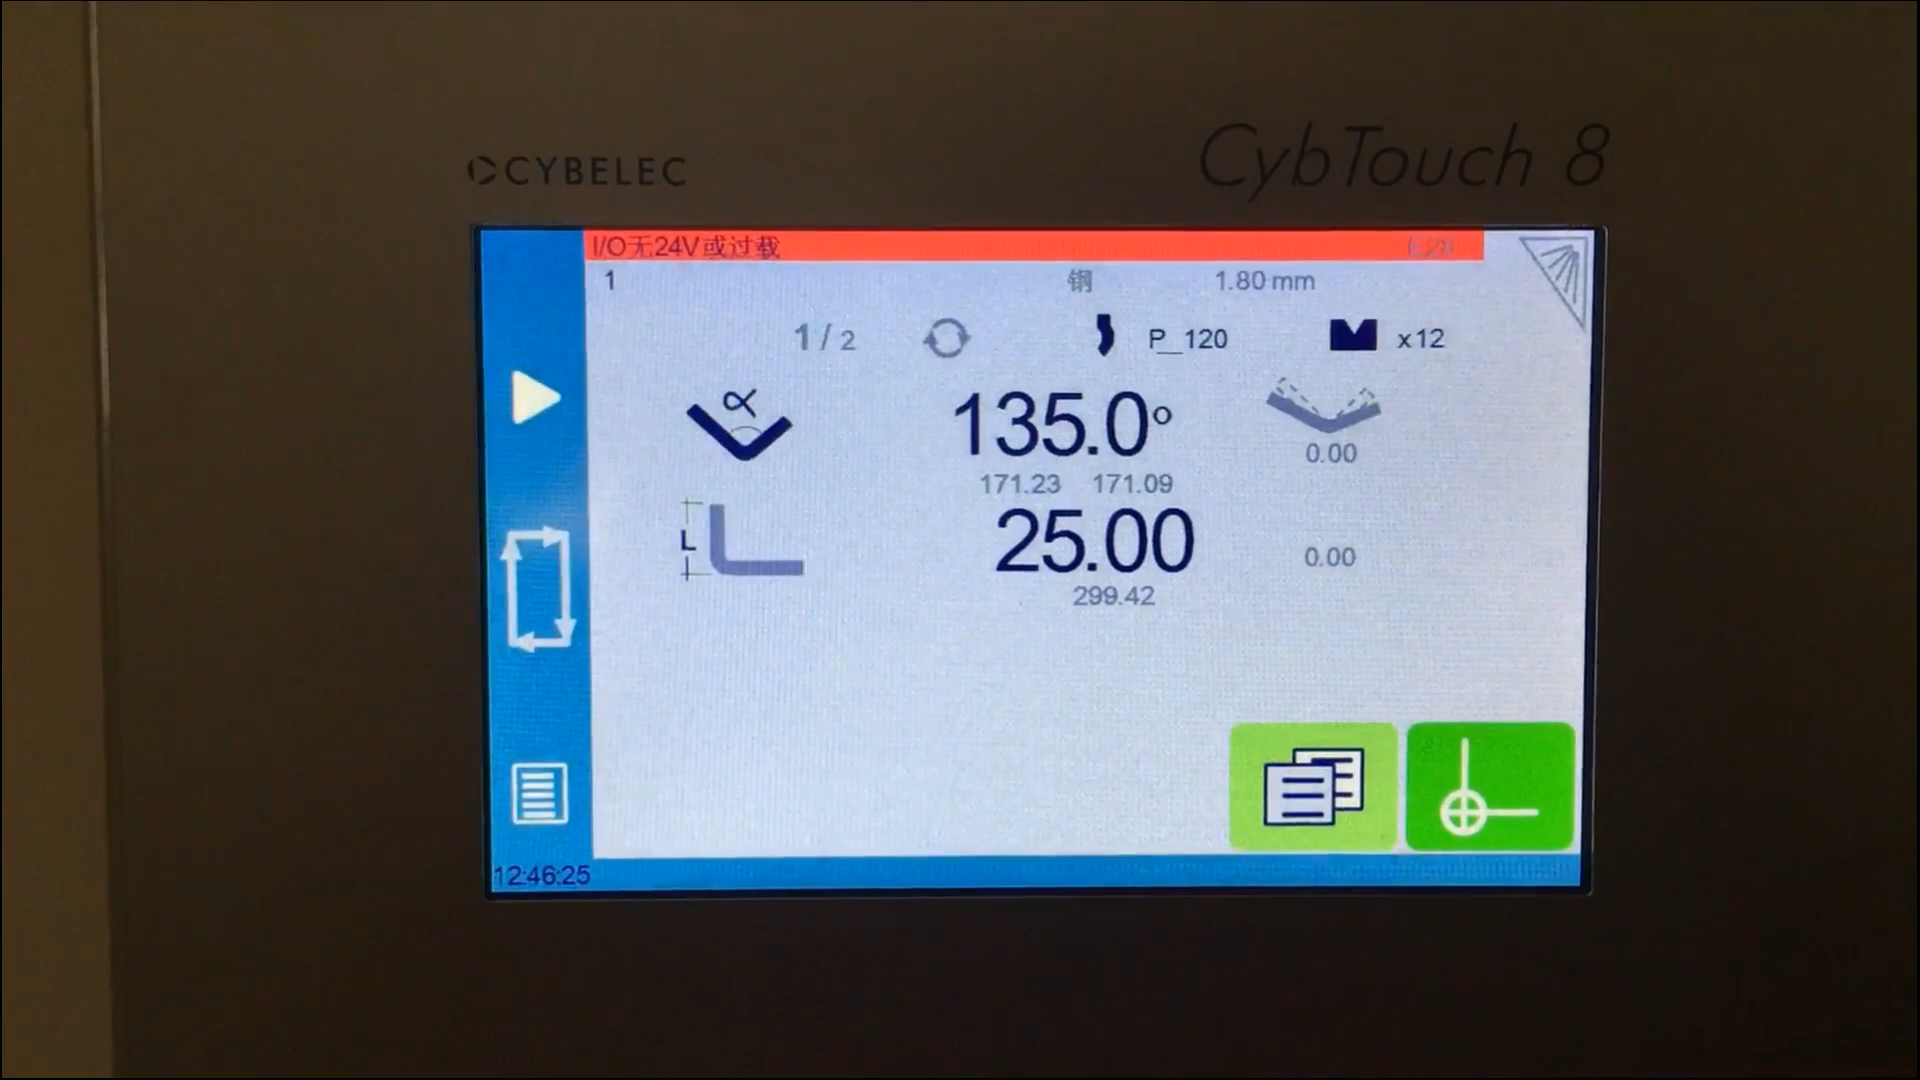 CYBELEC
CybTouch 8
I/O无24V或过载
1 钢 1.80 mm
1 / 2 P_120 x12
α 135.0°
0.00
171.23 171.09
L 25.00 0.00
299.42
12:46:25